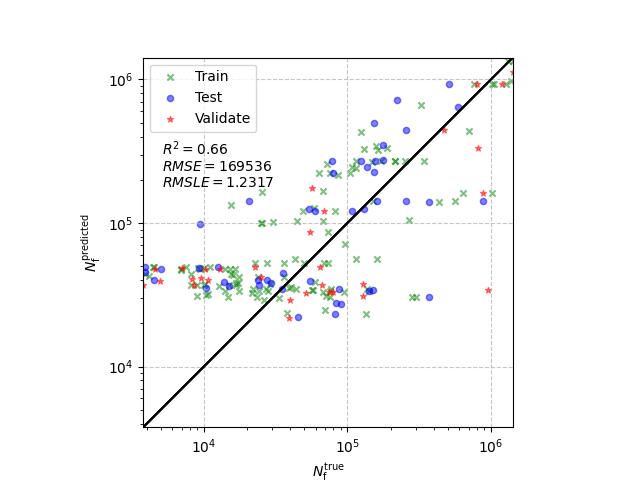 10^6
10^5
10^4
N_f^predicted
Train
Test
Validate
R^2 = 0.66
RMSE = 169536
RMSLE = 1.2317
10^4 10^5 10^6
N_f^true